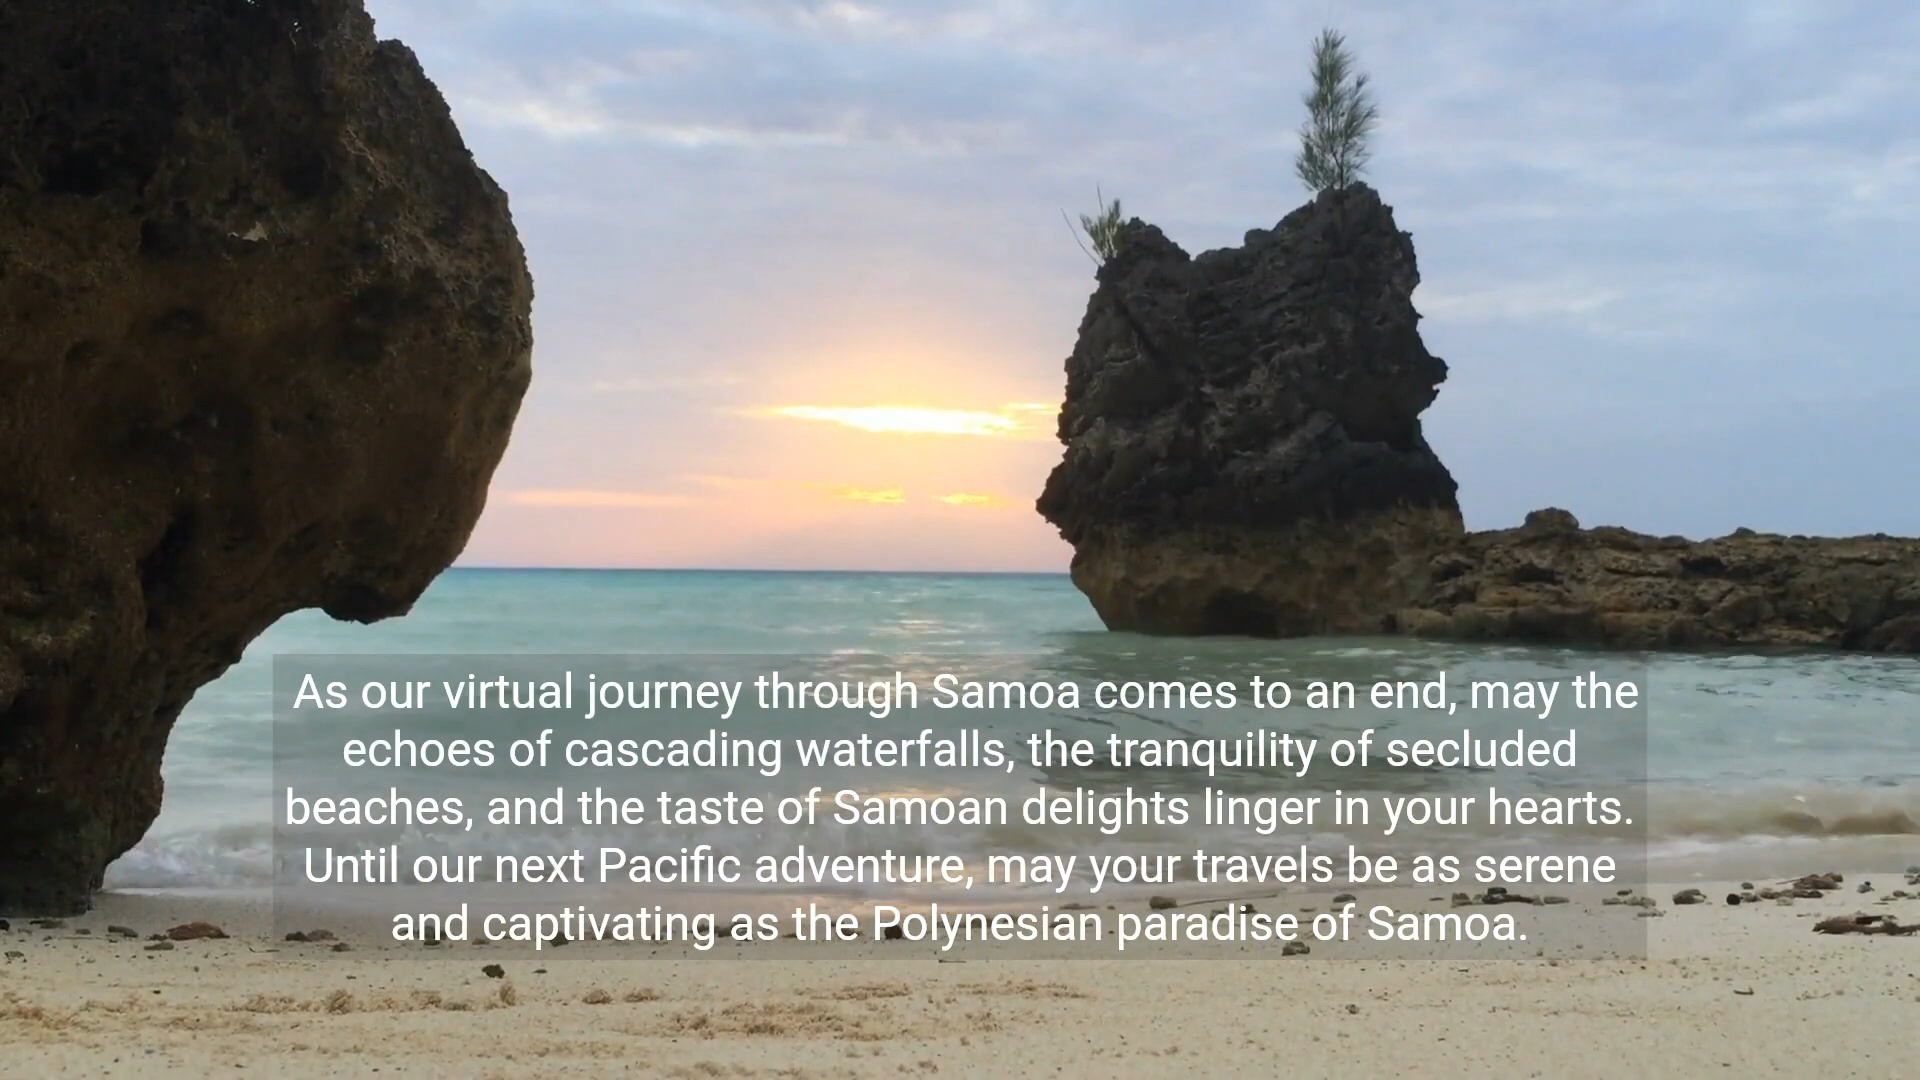 As our virtual journey through Samoa comes to an end, may the
echoes of cascading waterfalls, the tranquility of secluded
beaches, and the taste of Samoan delights linger in your hearts.
Until our next Pacific adventure, may your travels be as serene
and captivating as the Polynesian paradise of Samoa.